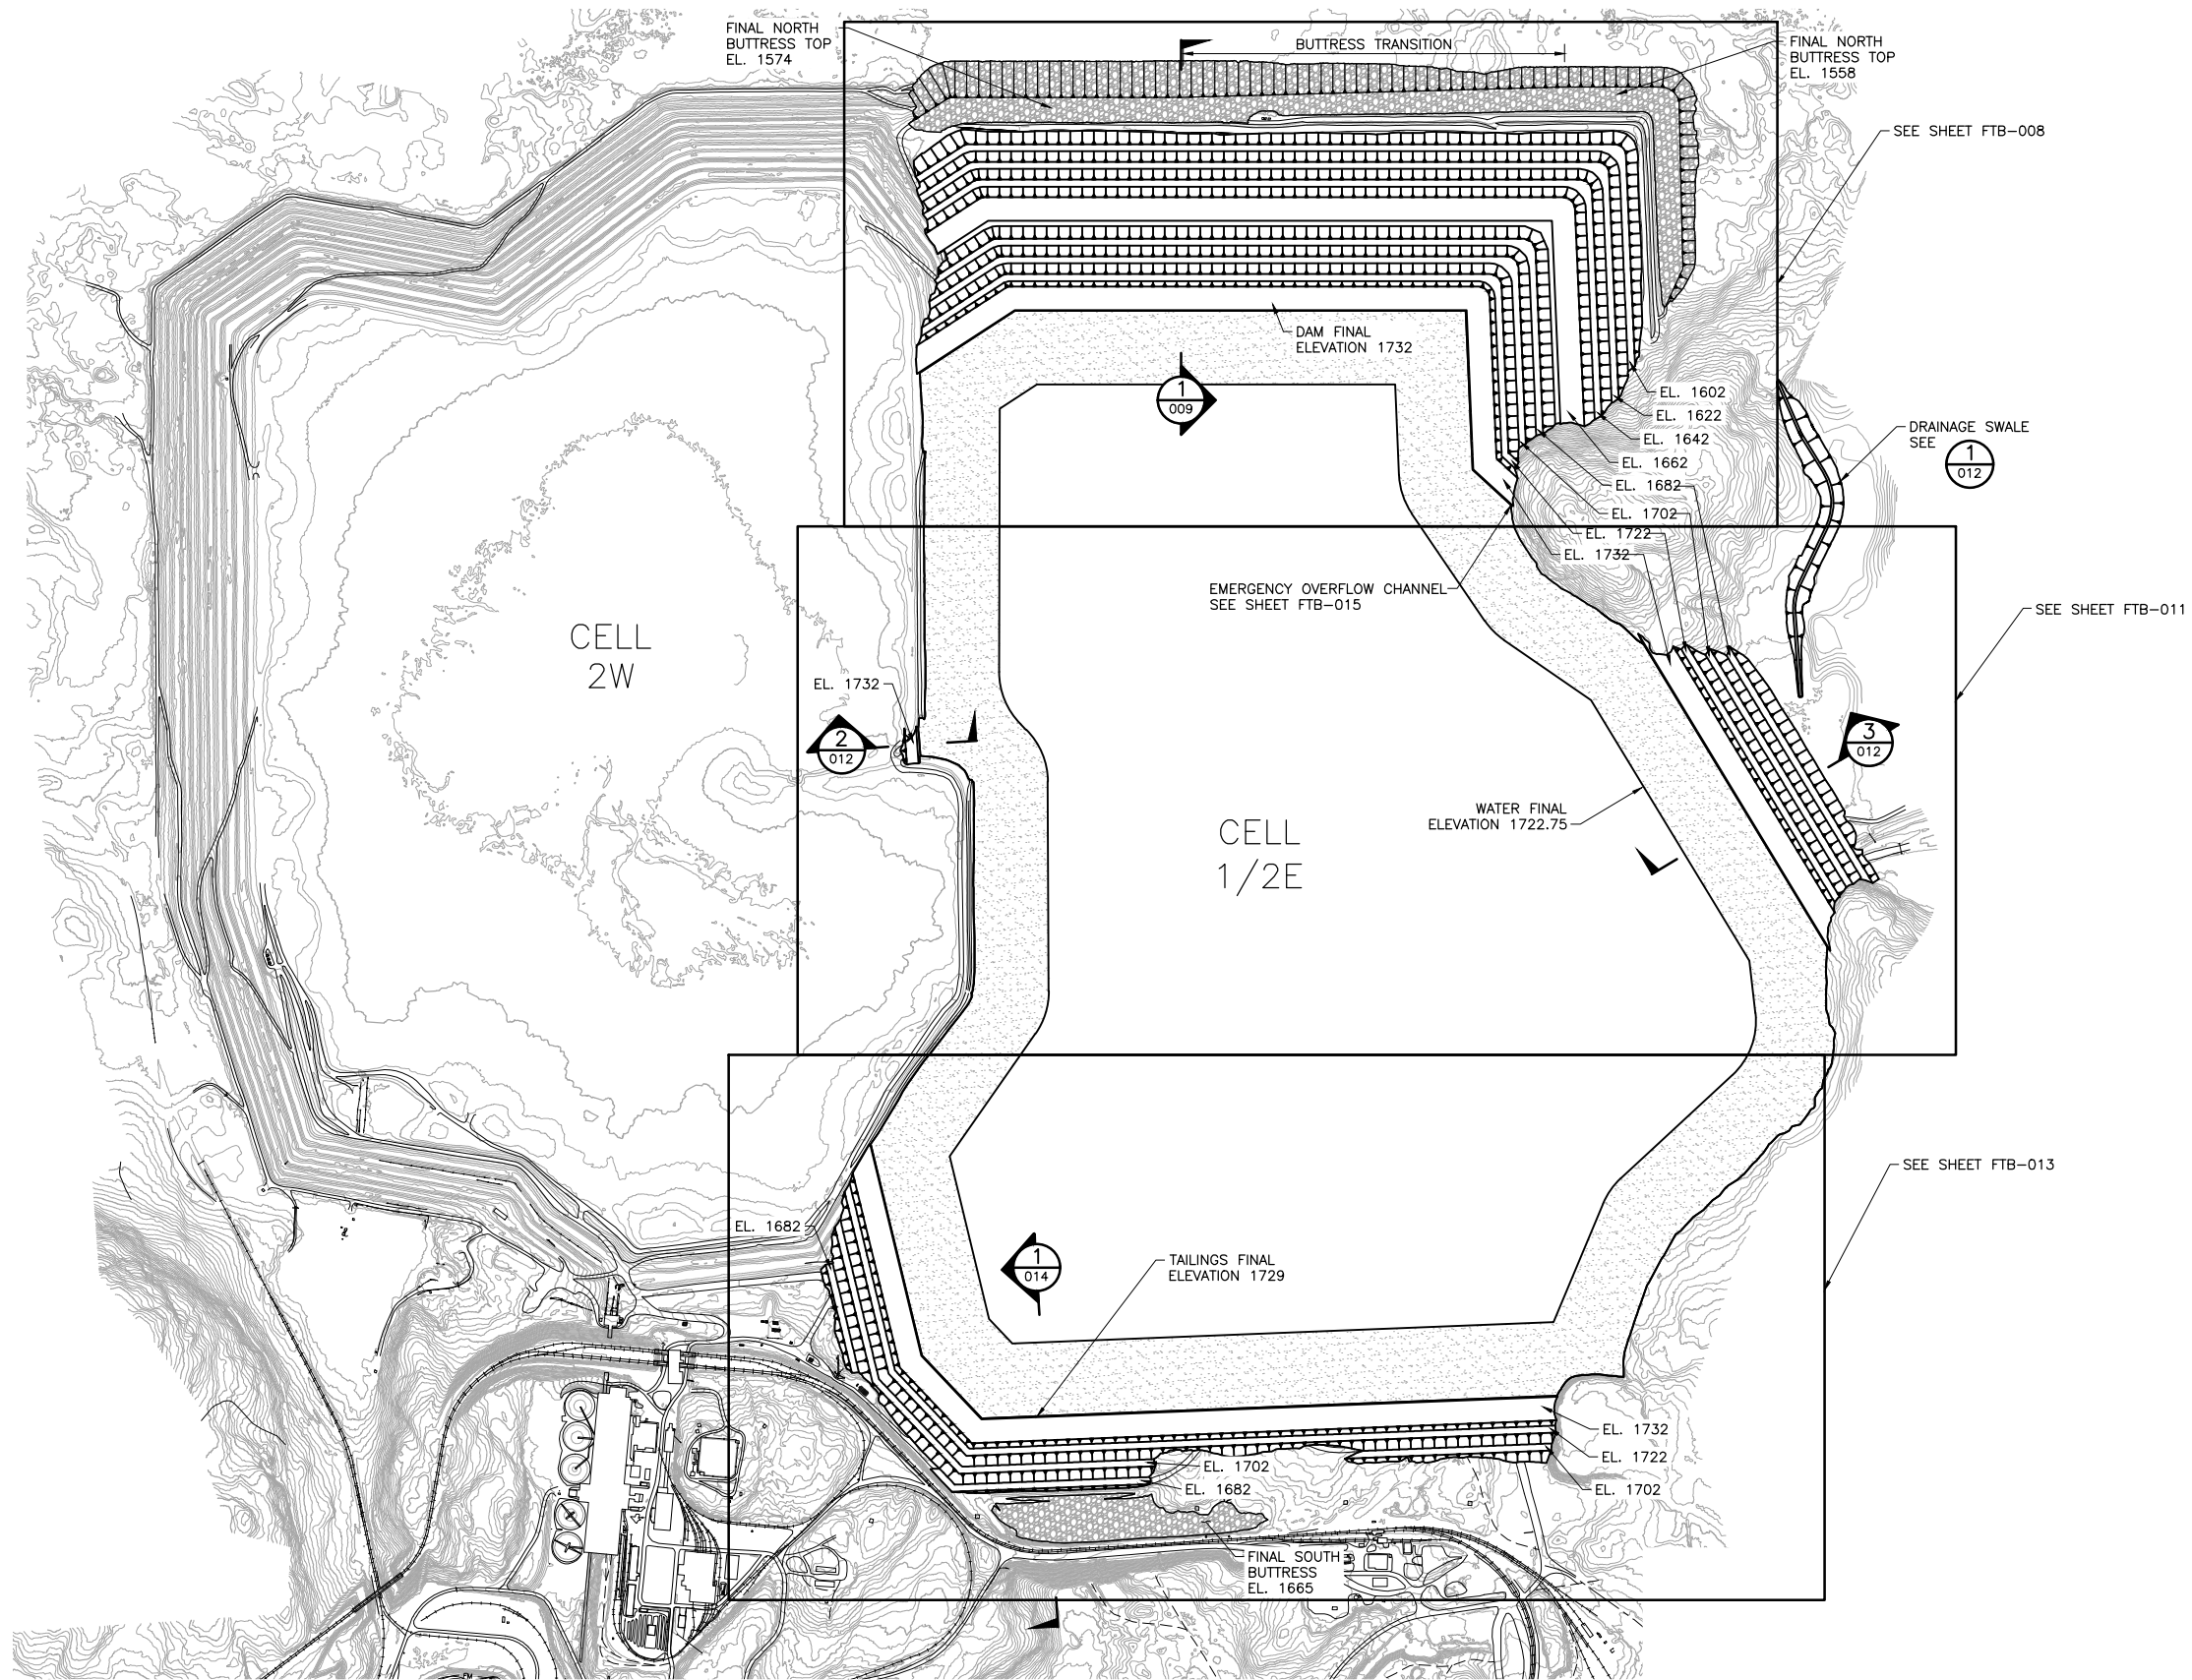 FINAL NORTH
BUTTRESS TOP
EL. 1574
BUTTRESS TRANSITION
FINAL NORTH
BUTTRESS TOP
EL. 1558
SEE SHEET FTB-008
DAM FINAL
ELEVATION 1732
1
009
EL. 1602
EL. 1622
EL. 1642
EL. 1662
EL. 1682
EL. 1702
EL. 1722
EL. 1732
DRAINAGE SWALE
SEE
1
012
EMERGENCY OVERFLOW CHANNEL
SEE SHEET FTB-015
SEE SHEET FTB-011
CELL
2W
EL. 1732
2
012
3
012
WATER FINAL
ELEVATION 1722.75
CELL
1/2E
SEE SHEET FTB-013
EL. 1682
1
014
TAILINGS FINAL
ELEVATION 1729
EL. 1732
EL. 1722
EL. 1702
EL. 1702
EL. 1682
FINAL SOUTH
BUTTRESS
EL. 1665